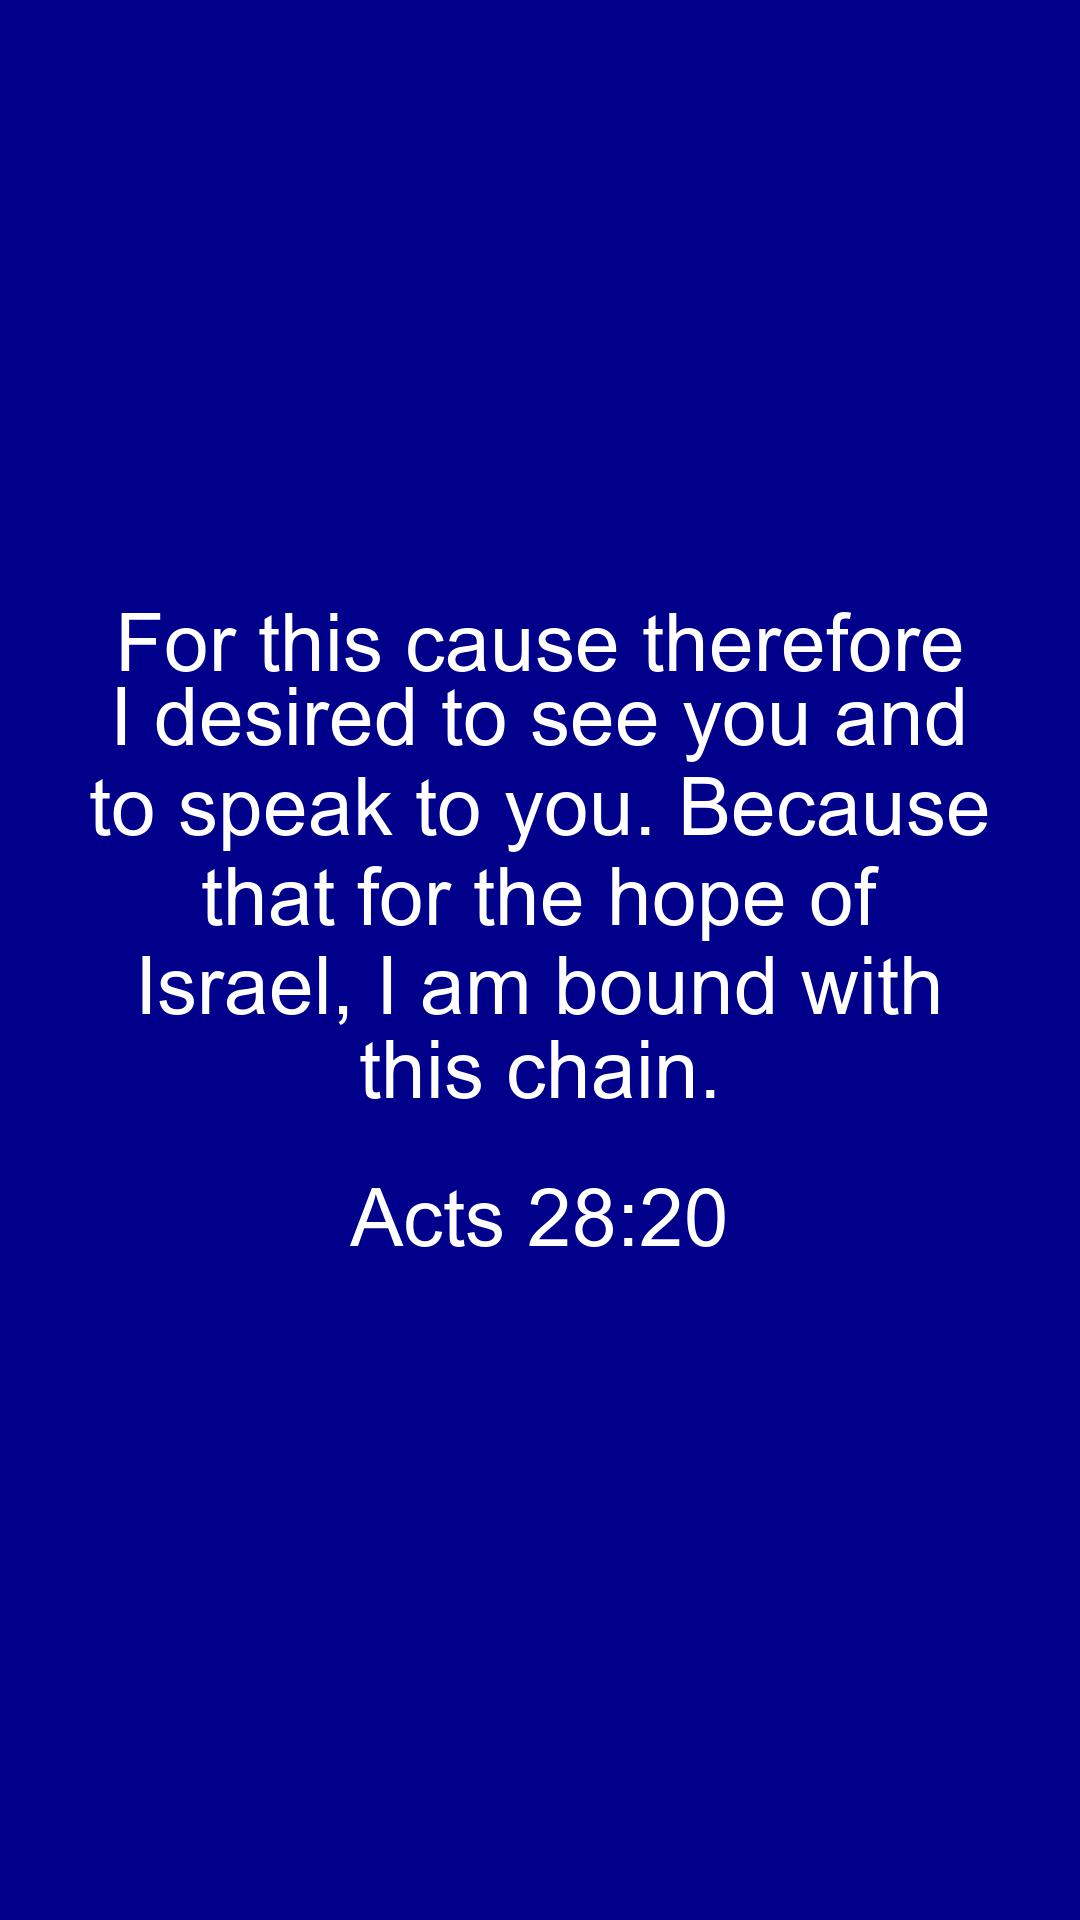 For this cause therefore
I desired to see you and
to speak to you. Because
that for the hope of
Israel, I am bound with
this chain.
Acts 28:20